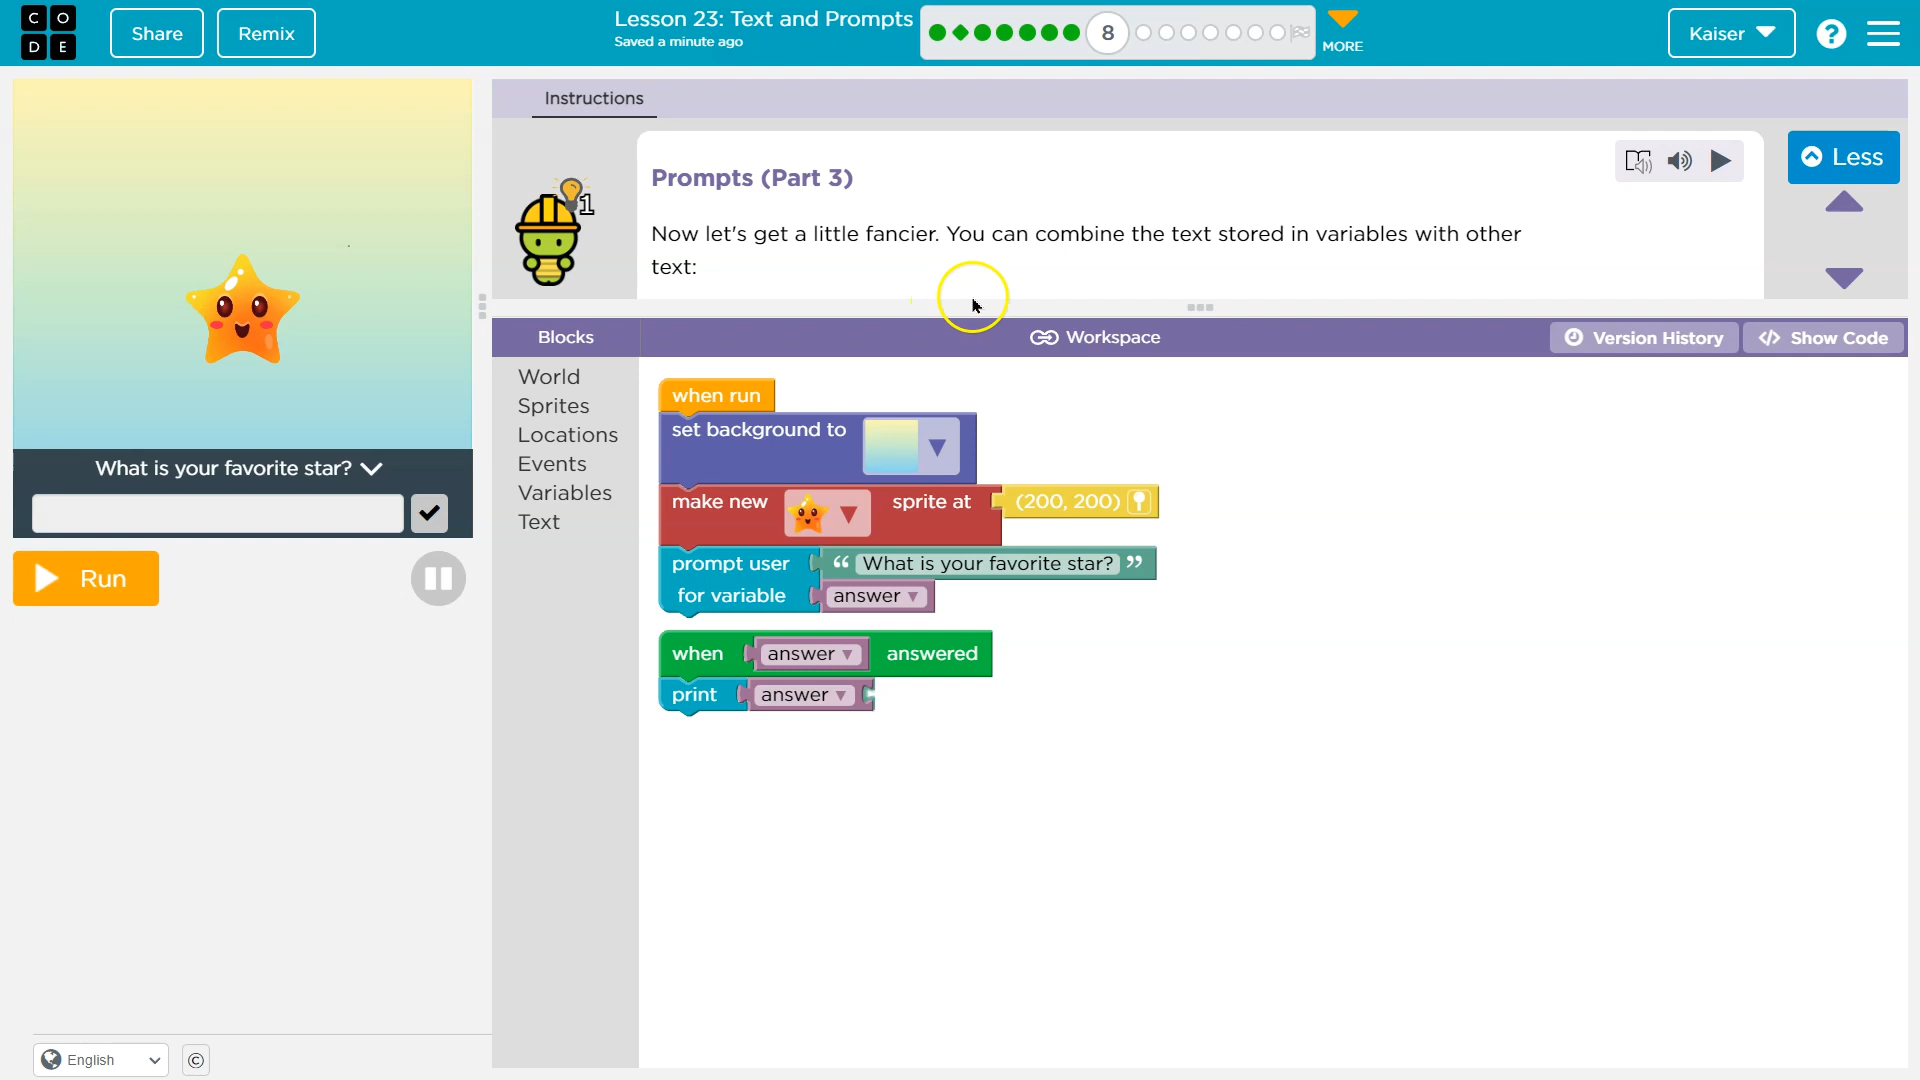 C O
D E
Share
Remix
Lesson 23: Text and Prompts
Saved a minute ago
8
MORE
Kaiser
?
Instructions
1
Prompts (Part 3)
Now let's get a little fancier. You can combine the text stored in variables with other
text:
Less
Blocks
Workspace
Version History
</> Show Code
World
Sprites
Locations
Events
Variables
Text
when run
set background to
make new sprite at (200, 200)
prompt user “ What is your favorite star? ”
for variable answer
when answer answered
print answer
What is your favorite star?
Run
English
©